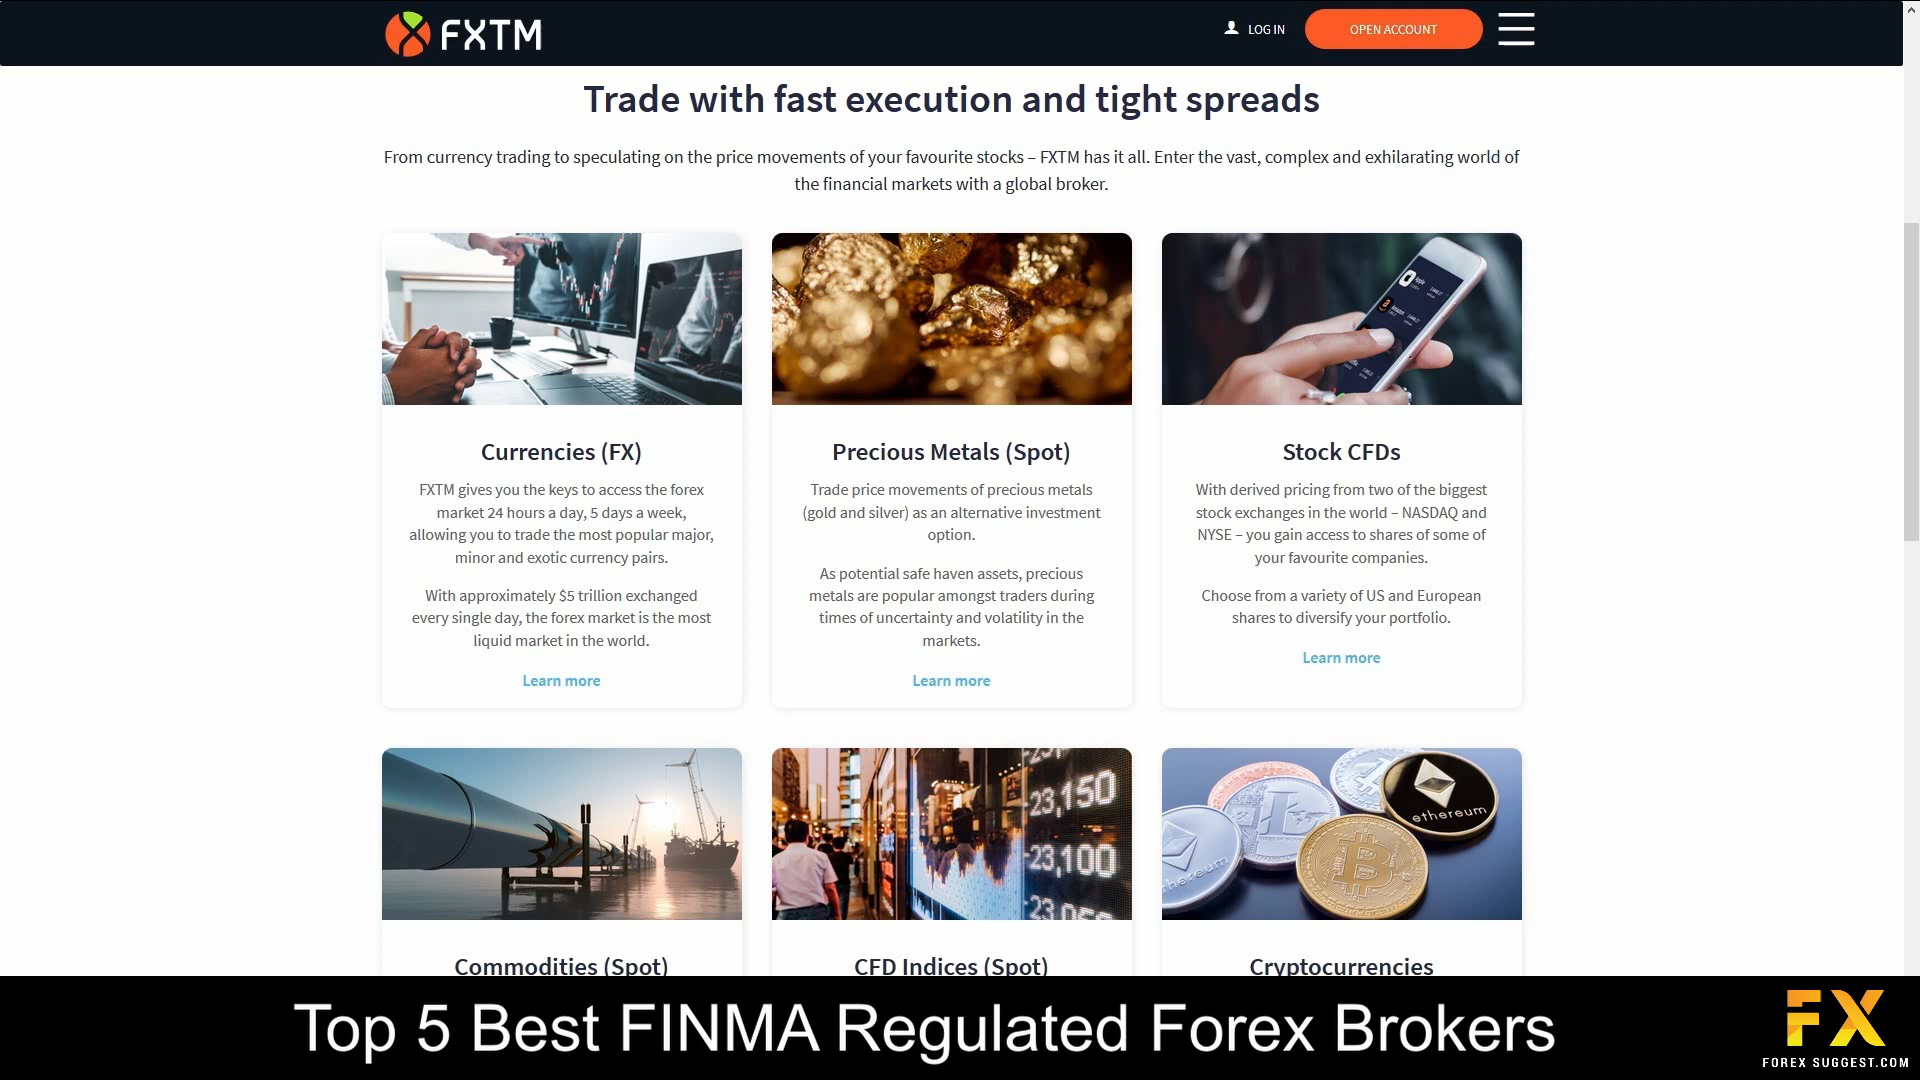 FXTM
LOG IN
OPEN ACCOUNT
Trade with fast execution and tight spreads
From currency trading to speculating on the price movements of your favourite stocks – FXTM has it all. Enter the vast, complex and exhilarating world of
the financial markets with a global broker.
Currencies (FX)
FXTM gives you the keys to access the forex
market 24 hours a day, 5 days a week,
allowing you to trade the most popular major,
minor and exotic currency pairs.
With approximately $5 trillion exchanged
every single day, the forex market is the most
liquid market in the world.
Learn more
Precious Metals (Spot)
Trade price movements of precious metals
(gold and silver) as an alternative investment
option.
As potential safe haven assets, precious
metals are popular amongst traders during
times of uncertainty and volatility in the
markets.
Learn more
Apple
Amazon
Stock CFDs
With derived pricing from two of the biggest
stock exchanges in the world – NASDAQ and
NYSE – you gain access to shares of some of
your favourite companies.
Choose from a variety of US and European
shares to diversify your portfolio.
Learn more
Commodities (Spot)
23,150
23,100
CFD Indices (Spot)
ethereum
Cryptocurrencies
Top 5 Best FINMA Regulated Forex Brokers
FX
FOREX SUGGEST.COM